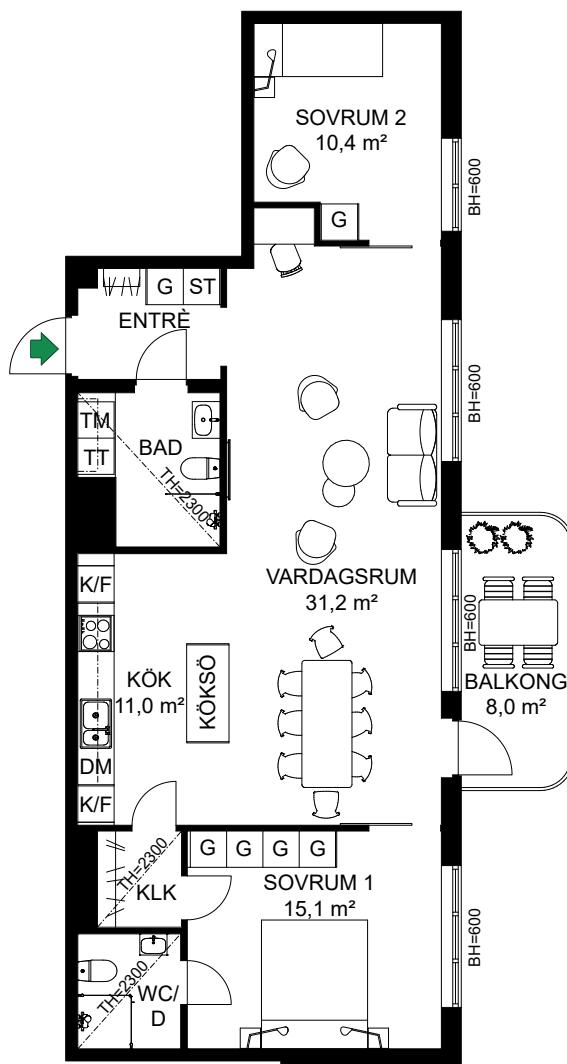 SOVRUM 2
10,4 m²
BH=600
G
G
ST
ENTRÈ
BH=600
TM
TT
BAD
TH=2300
K/F
VARDAGSRUM
31,2 m²
BH=600
KÖK
11,0 m²
KÖKSÖ
BALKONG
8,0 m²
DM
K/F
G
G
G
G
TH=2300
KLK
SOVRUM 1
15,1 m²
BH=600
TH=2300
WC/
D